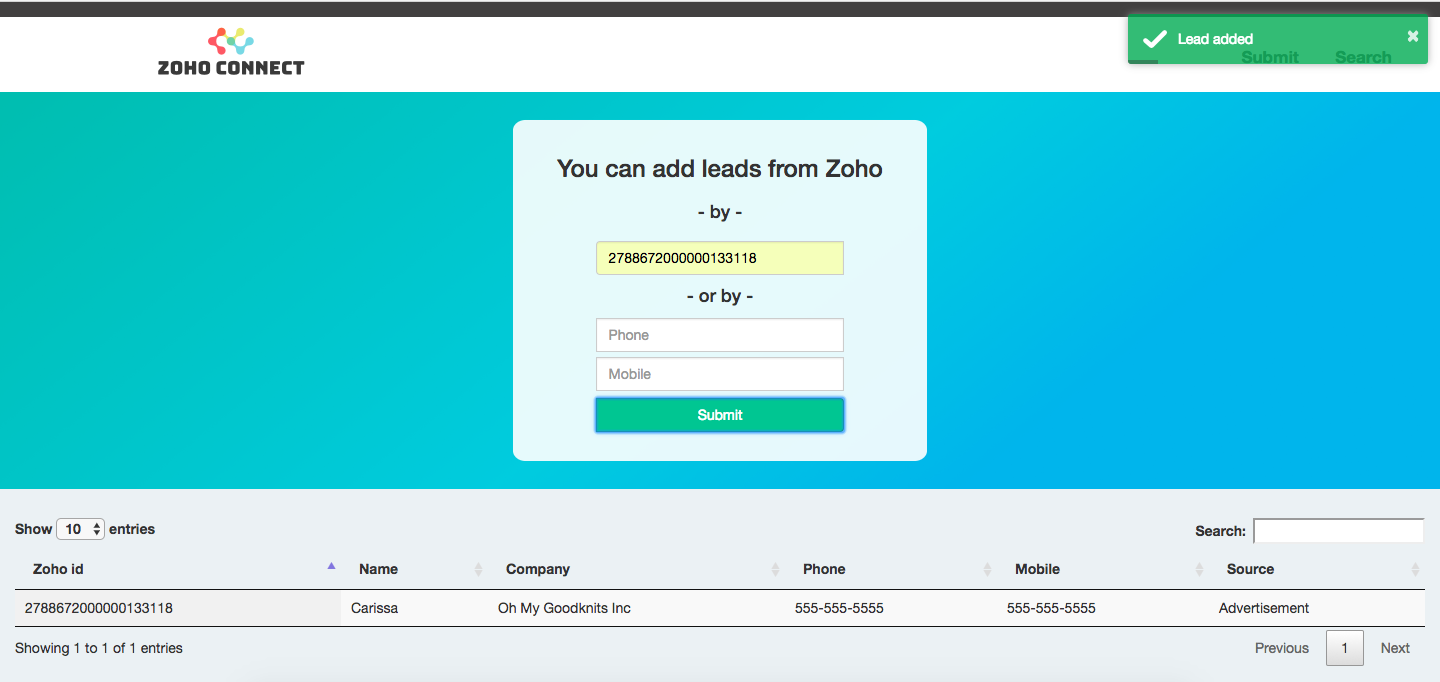 ZOHO CONNECT
Lead added ×
Submit Search
You can add leads from Zoho
- by -
2788672000000133118
- or by -
Phone
Mobile
Submit
Show 10 entries
Search:
Zoho id Name Company Phone Mobile Source
2788672000000133118 Carissa Oh My Goodknits Inc 555-555-5555 555-555-5555 Advertisement
Showing 1 to 1 of 1 entries
Previous 1 Next